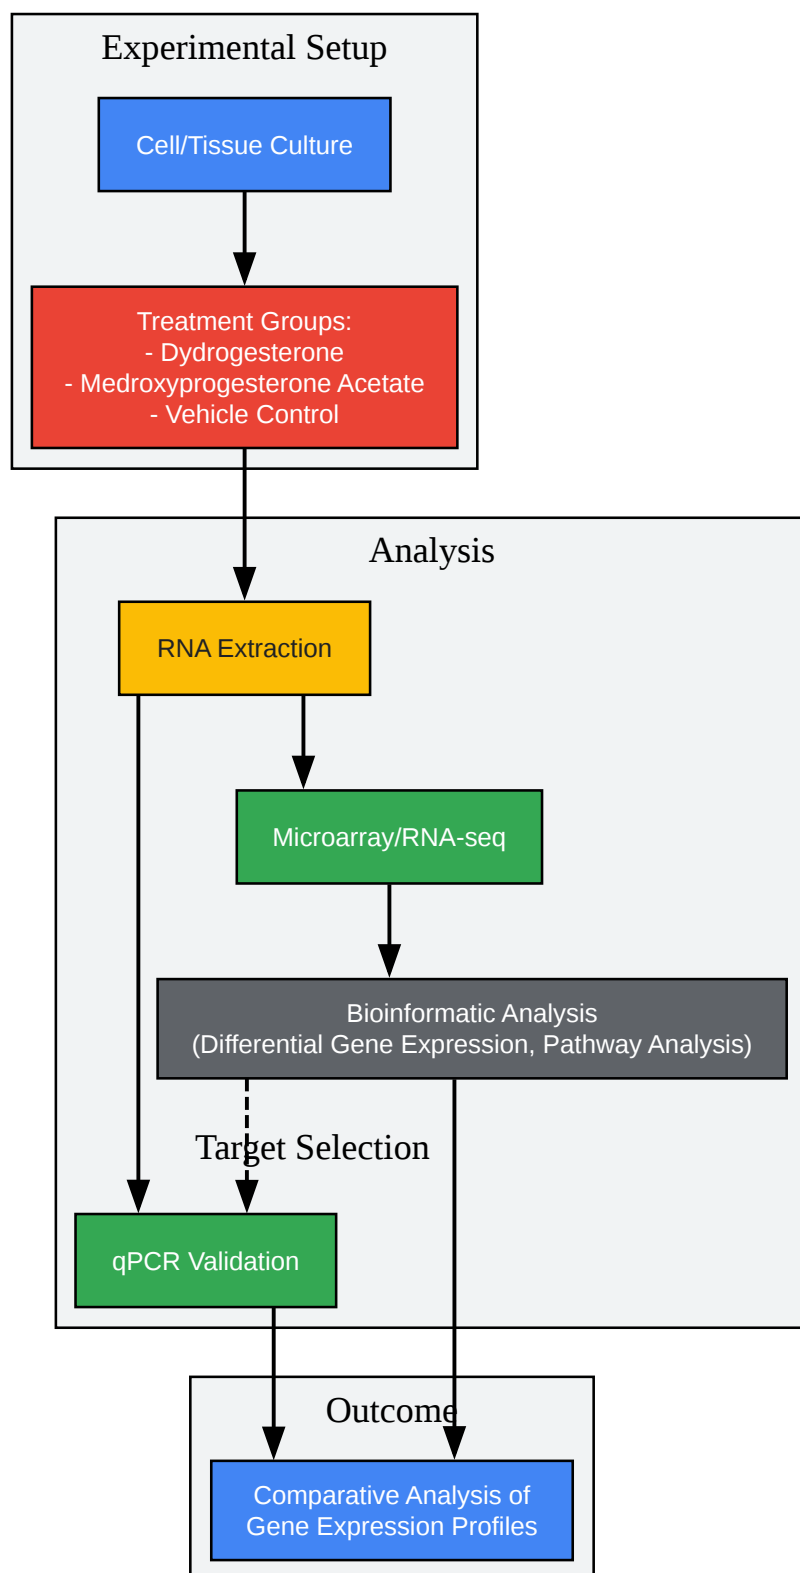 Experimental Setup
Cell/Tissue Culture
Treatment Groups:
- Dydrogesterone
- Medroxyprogesterone Acetate
- Vehicle Control
Analysis
RNA Extraction
Microarray/RNA-seq
Bioinformatic Analysis
(Differential Gene Expression, Pathway Analysis)
Target Selection
qPCR Validation
Outcome
Comparative Analysis of
Gene Expression Profiles